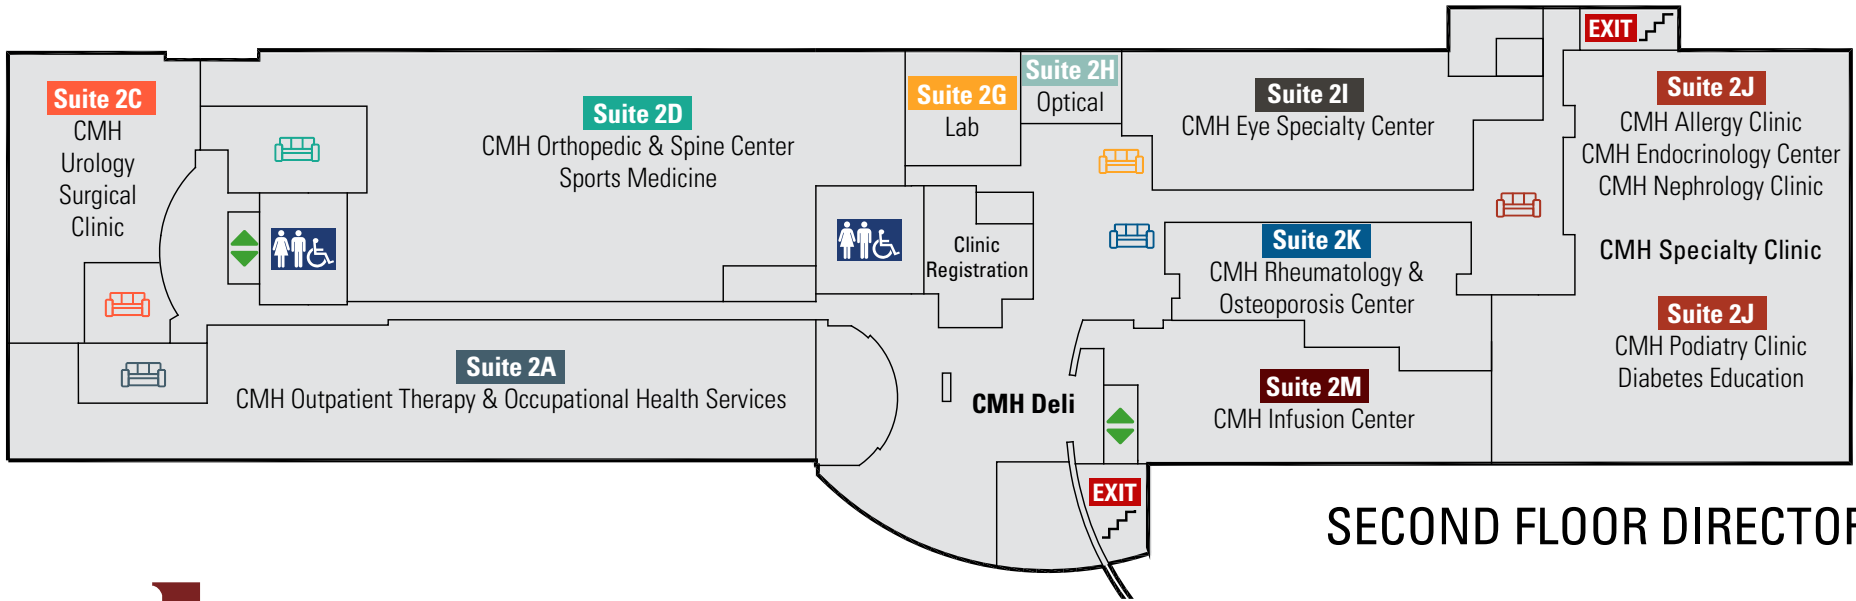 Suite 2C
CMH
Urology
Surgical
Clinic
Suite 2D
CMH Orthopedic & Spine Center
Sports Medicine
Suite 2G
Lab
Suite 2H
Optical
Suite 2I
CMH Eye Specialty Center
EXIT
Suite 2J
CMH Allergy Clinic
CMH Endocrinology Center
CMH Nephrology Clinic
CMH Specialty Clinic
Suite 2J
CMH Podiatry Clinic
Diabetes Education
Clinic
Registration
Suite 2K
CMH Rheumatology &
Osteoporosis Center
Suite 2A
CMH Outpatient Therapy & Occupational Health Services
CMH Deli
Suite 2M
CMH Infusion Center
EXIT
SECOND FLOOR